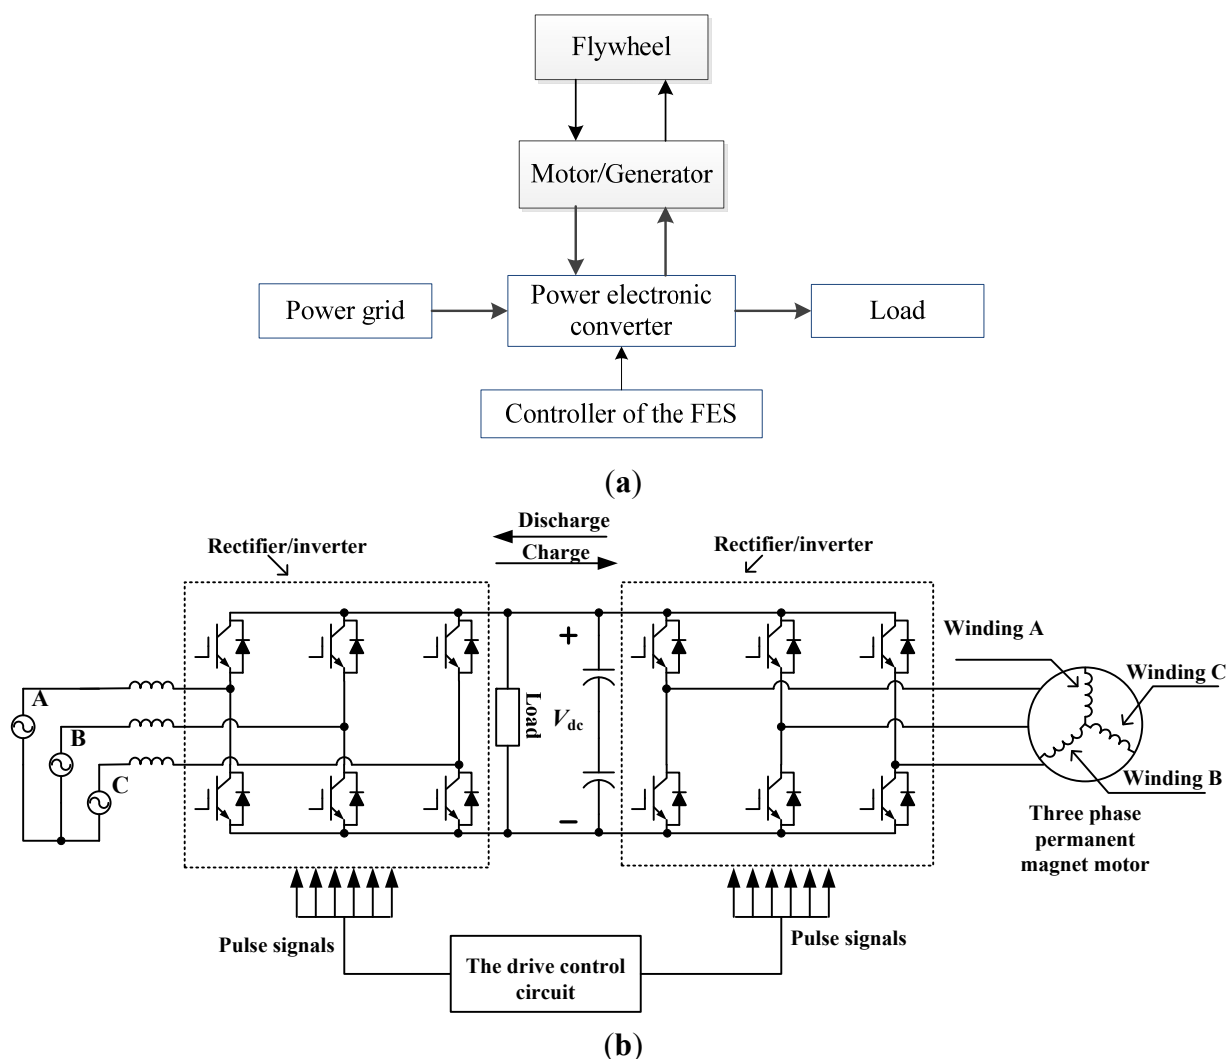 Flywheel
Motor/Generator
Power grid
Power electronic
converter
Load
Controller of the FES
(a)
Discharge
Charge
Rectifier/inverter
Rectifier/inverter
Winding A
Winding C
Winding B
A
B
C
Load
+
Vdc
−
Three phase
permanent
magnet motor
Pulse signals
Pulse signals
The drive control
circuit
(b)